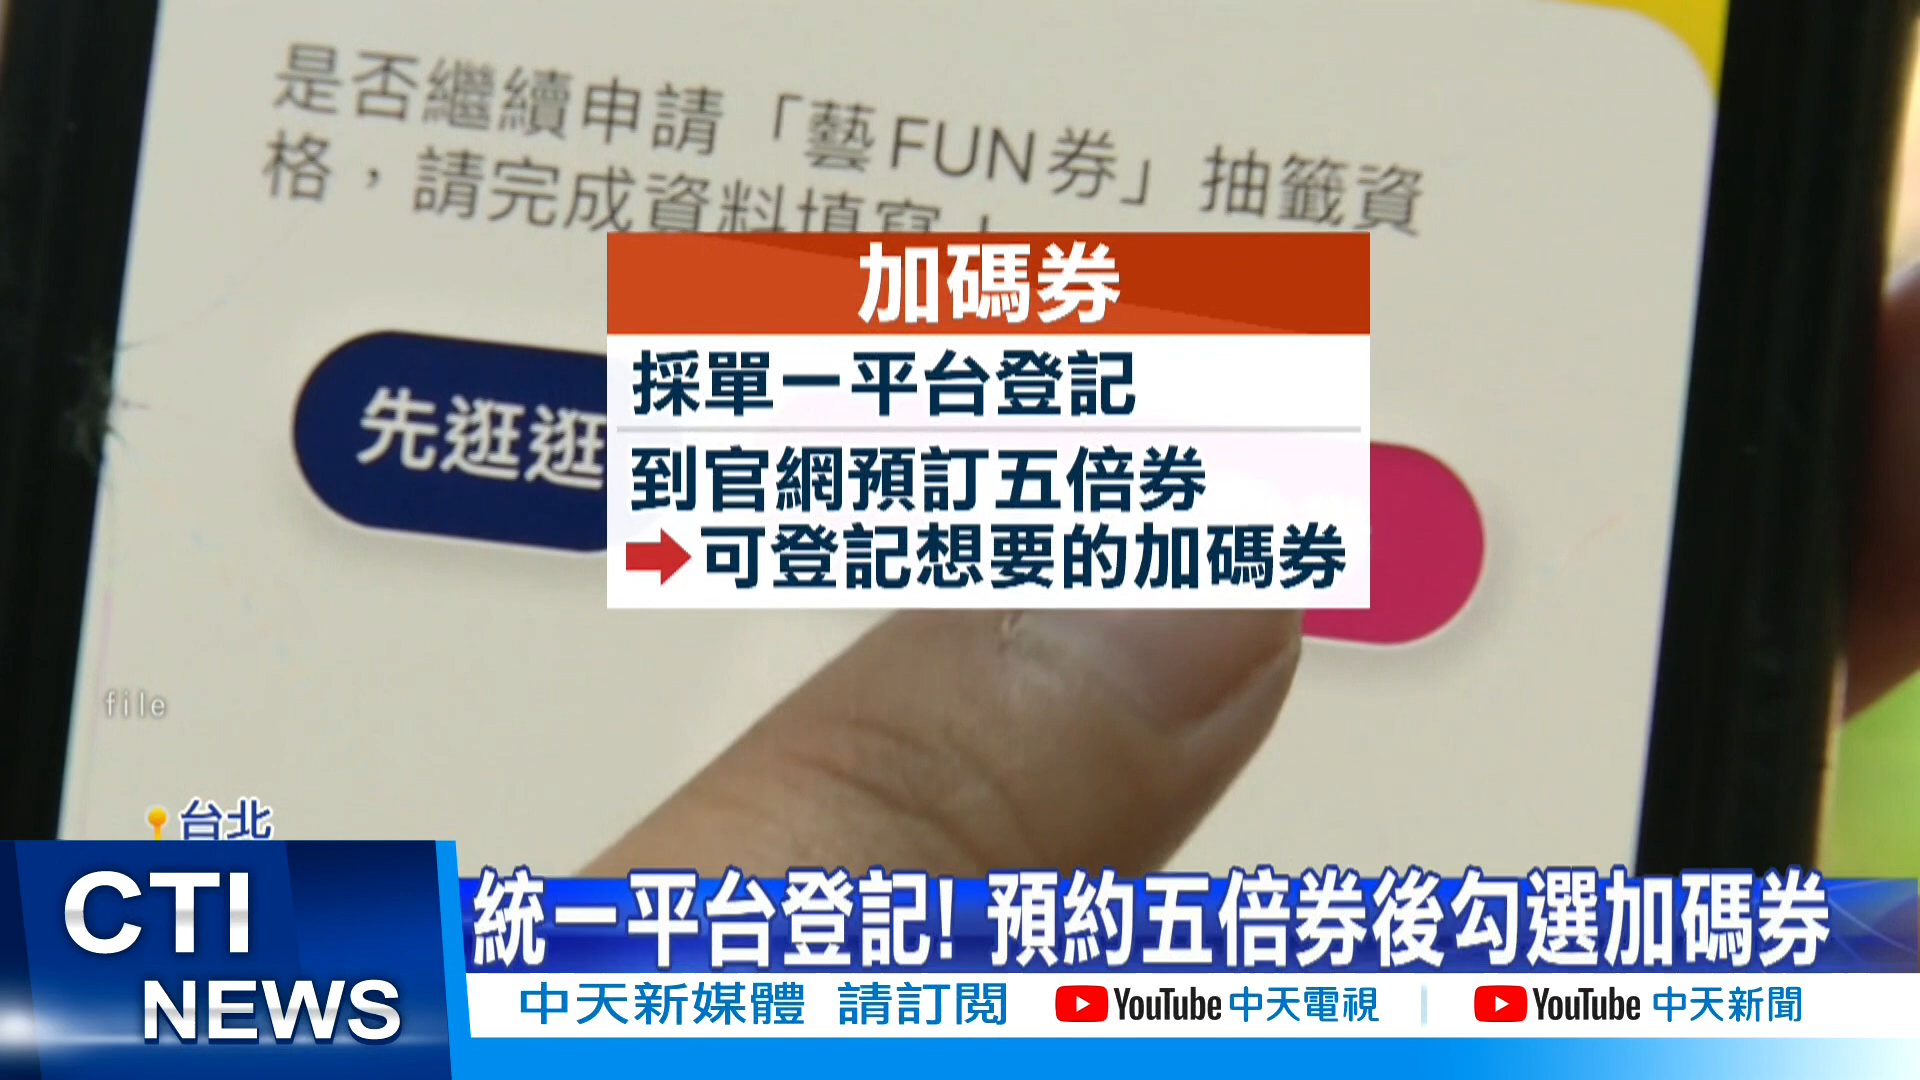 是否繼續申請「藝FUN券」抽籤資
格，請完成資料填寫」
加碼券
先逛逛
採單一平台登記
到官網預訂五倍券
可登記想要的加碼券
file
台北
CTI
NEWS
統一平台登記! 預約五倍券後勾選加碼券
中天新媒體 請訂閱 YouTube 中天電視 | YouTube 中天新聞